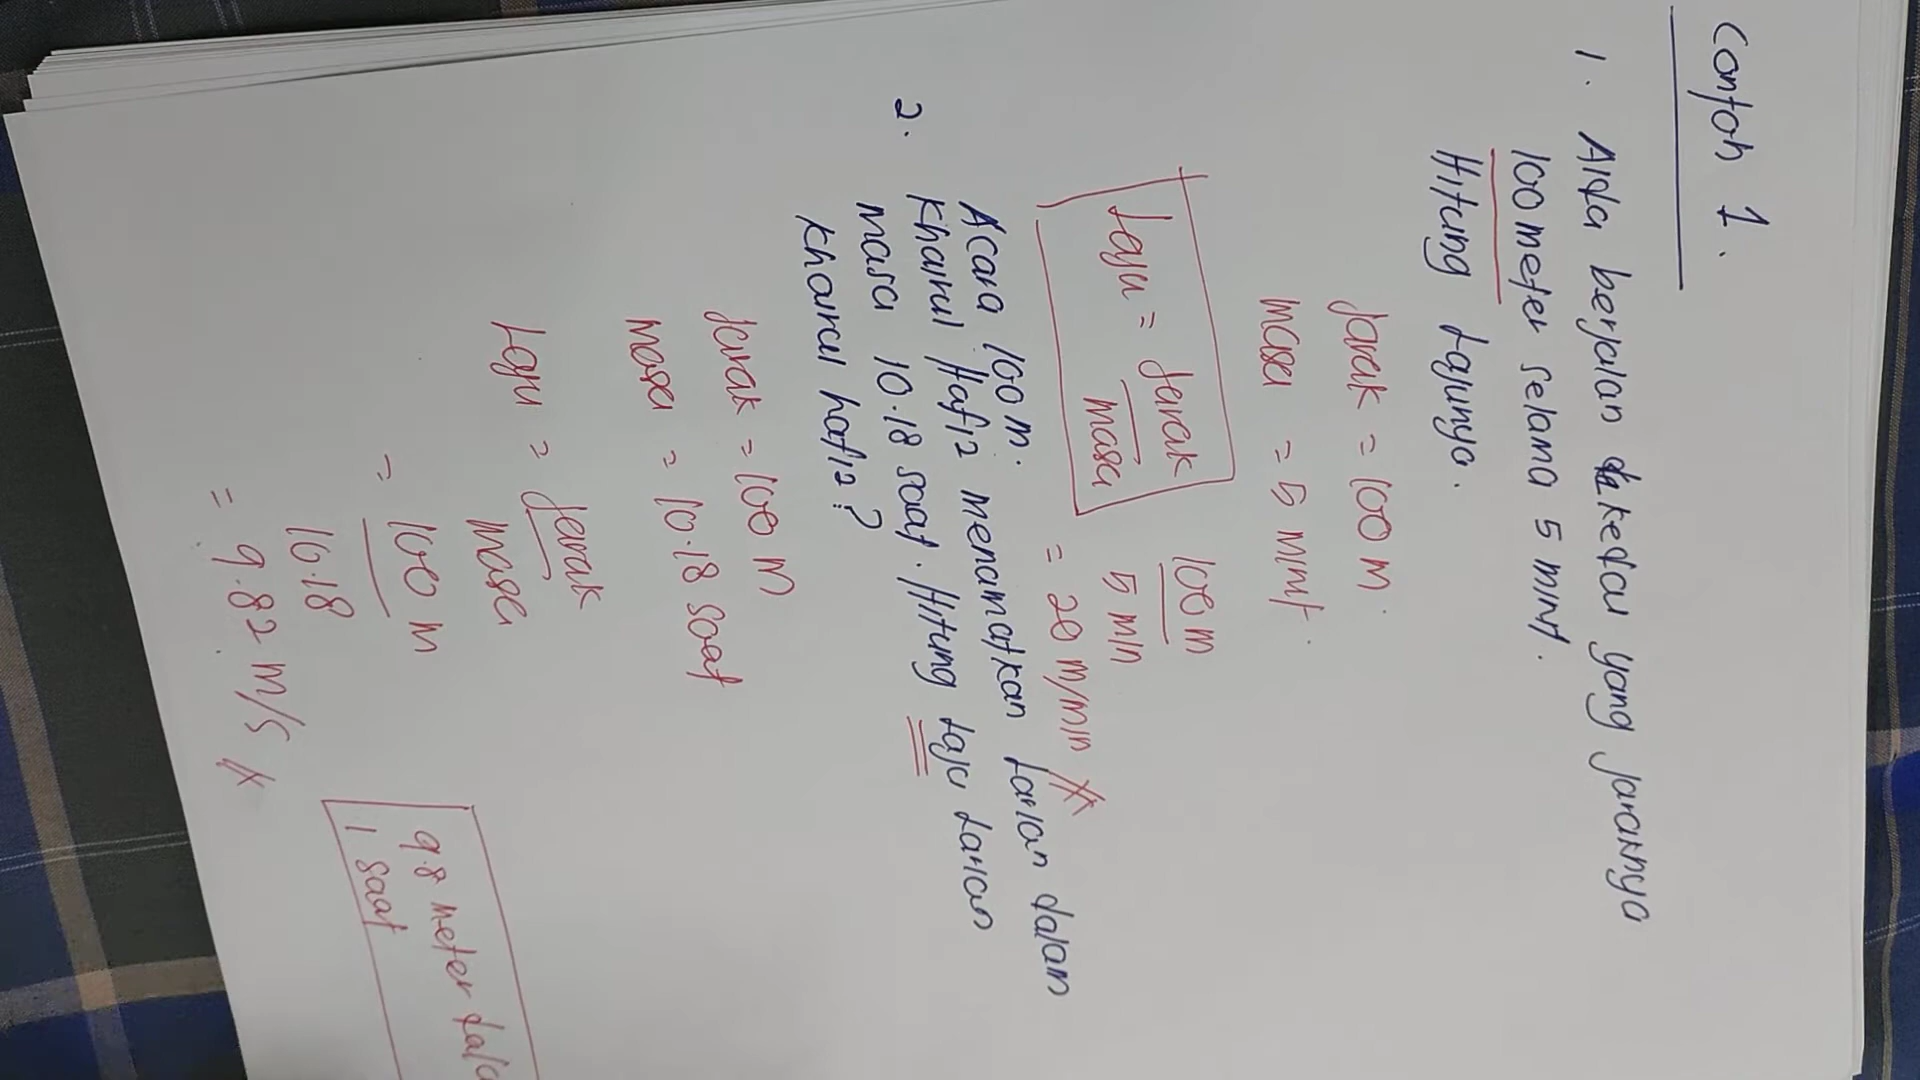 Contoh 1.
1. Aida berjalan ke kedai yang jaraknya
100 meter selama 5 minit.
Hitung lajunya.
Jarak = 100 m.
masa = 5 minit.
Laju = Jarak
masa
100 m
5 min
= 20 m/min
2. Acara 100 m.
Khairul Hafiz menamatkan larian dalam
masa 10.18 saat. Hitung laju larian
Khairul hafiz?
Jarak = 100 m
masa = 10.18 saat
Laju = Jarak
masa
= 100 m
10.18
= 9.82 m/s
9.8 meter
1 saat